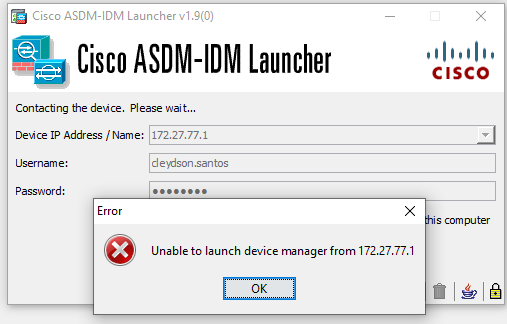 Cisco ASDM-IDM Launcher v1.9(0)
Cisco ASDM-IDM Launcher
CISCO
Contacting the device. Please wait...
Device IP Address / Name: 172.27.77.1
Username: cleydson.santos
Password: ●●●●●●●●
this computer
Error
Unable to launch device manager from 172.27.77.1
OK